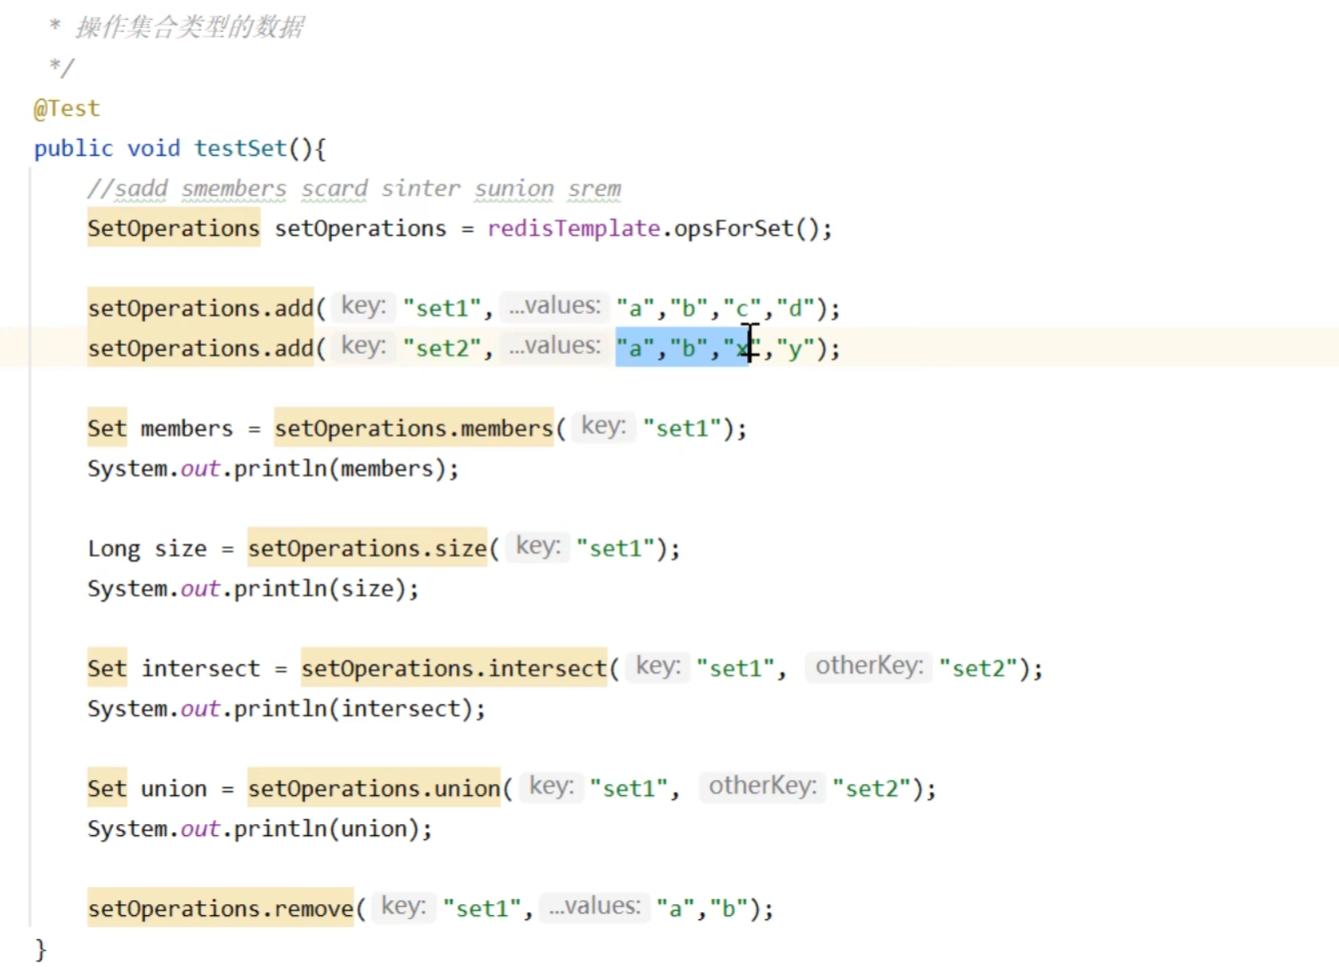 * 操作集合类型的数据
*/
@Test
public void testSet(){
//sadd smembers scard sinter sunion srem
SetOperations setOperations = redisTemplate.opsForSet();
setOperations.add( key: "set1", ...values: "a","b","c","d");
setOperations.add( key: "set2", ...values: "a","b","x","y");
Set members = setOperations.members( key: "set1");
System.out.println(members);
Long size = setOperations.size( key: "set1");
System.out.println(size);
Set intersect = setOperations.intersect( key: "set1", otherKey: "set2");
System.out.println(intersect);
Set union = setOperations.union( key: "set1", otherKey: "set2");
System.out.println(union);
setOperations.remove( key: "set1", ...values: "a","b");
}